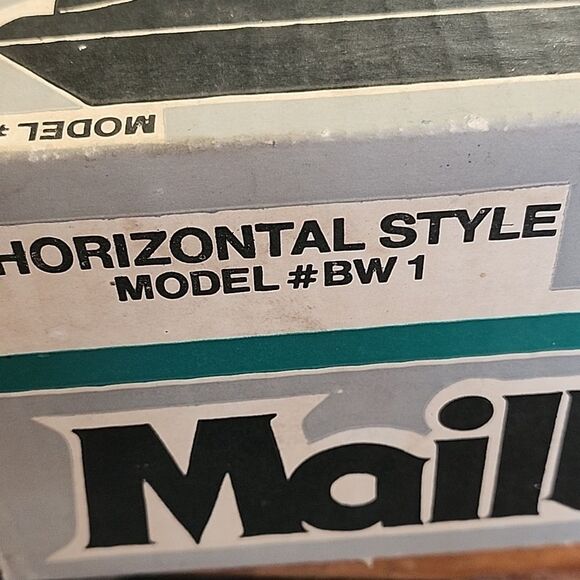 MODEL #
HORIZONTAL STYLE
MODEL #BW 1
Mail